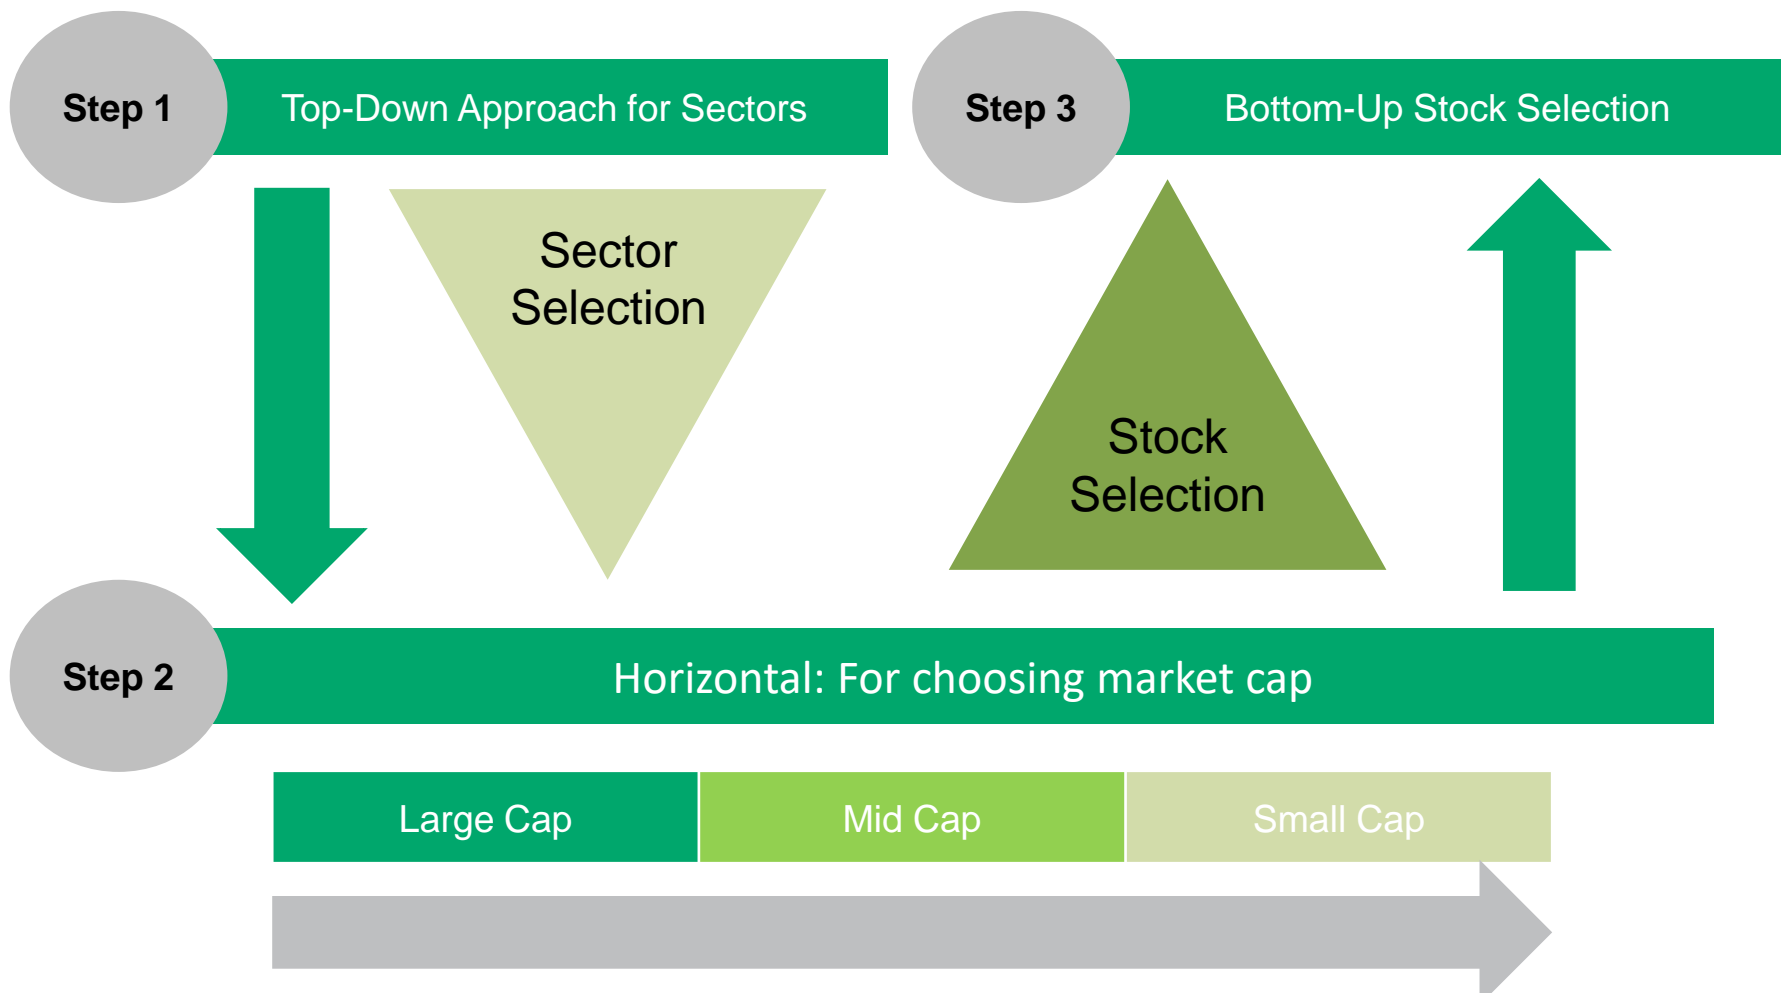 Step 1
Top-Down Approach for Sectors
Sector
Selection
Step 3
Bottom-Up Stock Selection
Stock
Selection
Step 2
Horizontal: For choosing market cap
Large Cap
Mid Cap
Small Cap